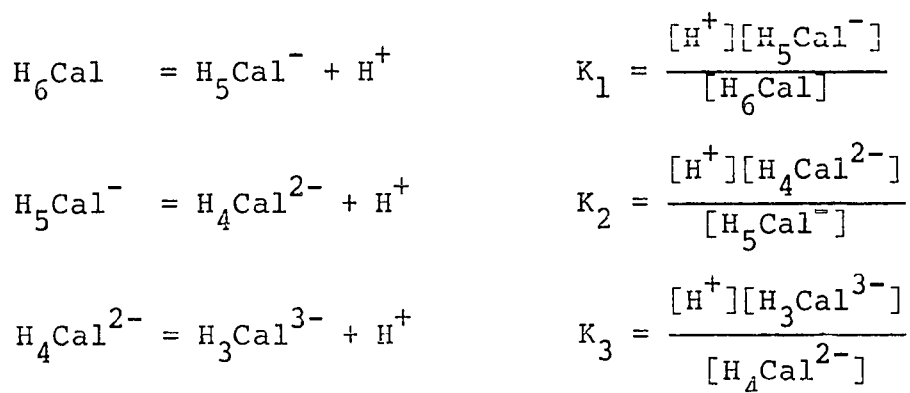 H₆Cal = H₅Cal⁻ + H⁺ K₁ = [H⁺][H₅Cal⁻] / [H₆Cal]
H₅Cal⁻ = H₄Cal²⁻ + H⁺ K₂ = [H⁺][H₄Cal²⁻] / [H₅Cal⁻]
H₄Cal²⁻ = H₃Cal³⁻ + H⁺ K₃ = [H⁺][H₃Cal³⁻] / [H₄Cal²⁻]